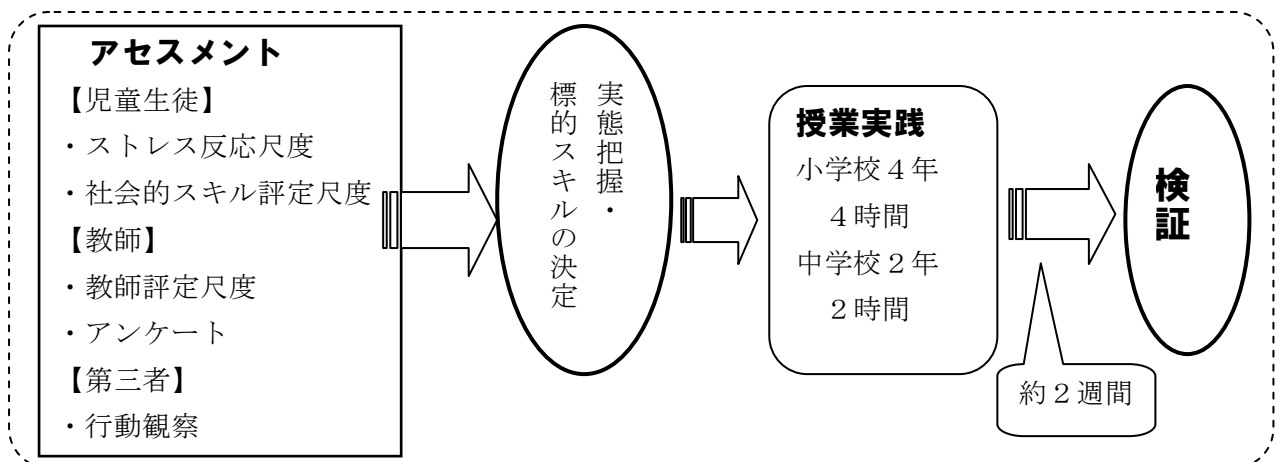 アセスメント
【児童生徒】
・ストレス反応尺度
・社会的スキル評定尺度
【教師】
・教師評定尺度
・アンケート
【第三者】
・行動観察
実態把握・
標的スキルの決定
授業実践
小学校４年
４時間
中学校２年
２時間
約２週間
検証